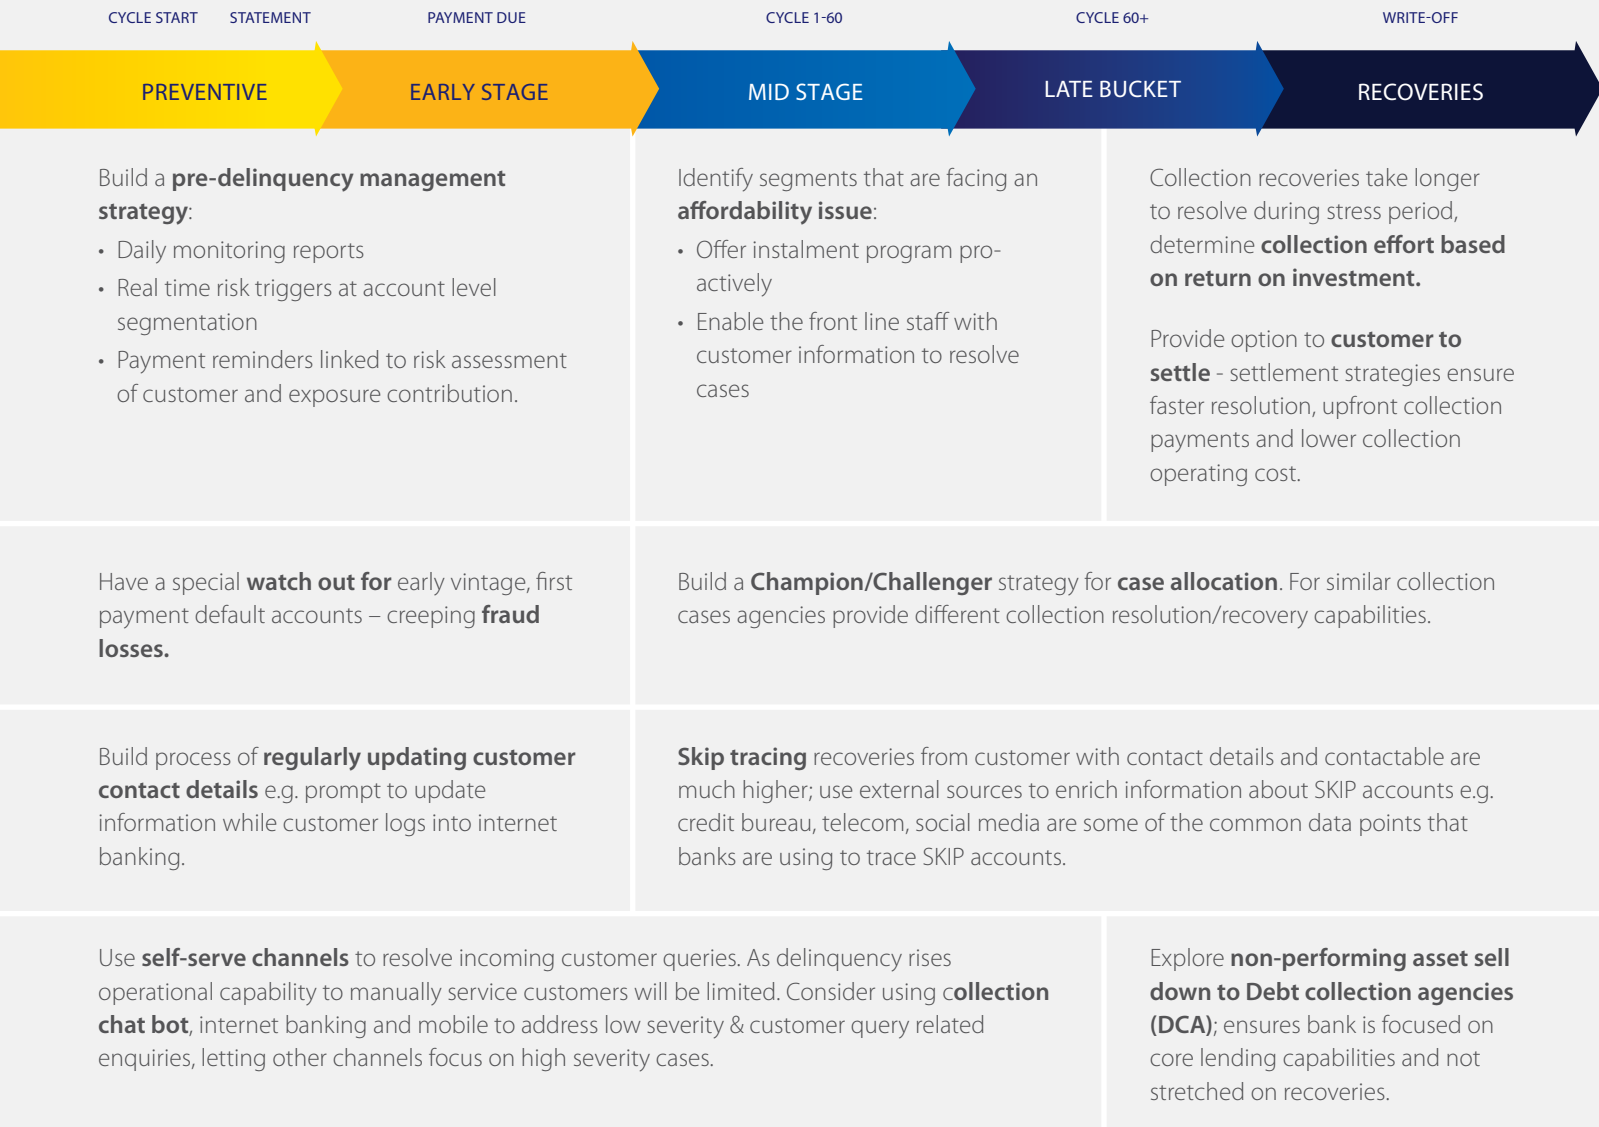 CYCLE START STATEMENT PAYMENT DUE CYCLE 1-60 CYCLE 60+ WRITE-OFF
PREVENTIVE EARLY STAGE MID STAGE LATE BUCKET RECOVERIES
Build a pre-delinquency management
strategy:
• Daily monitoring reports
• Real time risk triggers at account level
segmentation
• Payment reminders linked to risk assessment
of customer and exposure contribution.
Identify segments that are facing an
affordability issue:
• Offer instalment program pro-
actively
• Enable the front line staff with
customer information to resolve
cases
Collection recoveries take longer
to resolve during stress period,
determine collection effort based
on return on investment.
Provide option to customer to
settle - settlement strategies ensure
faster resolution, upfront collection
payments and lower collection
operating cost.
Have a special watch out for early vintage, first
payment default accounts – creeping fraud
losses.
Build a Champion/Challenger strategy for case allocation. For similar collection
cases agencies provide different collection resolution/recovery capabilities.
Build process of regularly updating customer
contact details e.g. prompt to update
information while customer logs into internet
banking.
Skip tracing recoveries from customer with contact details and contactable are
much higher; use external sources to enrich information about SKIP accounts e.g.
credit bureau, telecom, social media are some of the common data points that
banks are using to trace SKIP accounts.
Use self-serve channels to resolve incoming customer queries. As delinquency rises
operational capability to manually service customers will be limited. Consider using collection
chat bot, internet banking and mobile to address low severity & customer query related
enquiries, letting other channels focus on high severity cases.
Explore non-performing asset sell
down to Debt collection agencies
(DCA); ensures bank is focused on
core lending capabilities and not
stretched on recoveries.